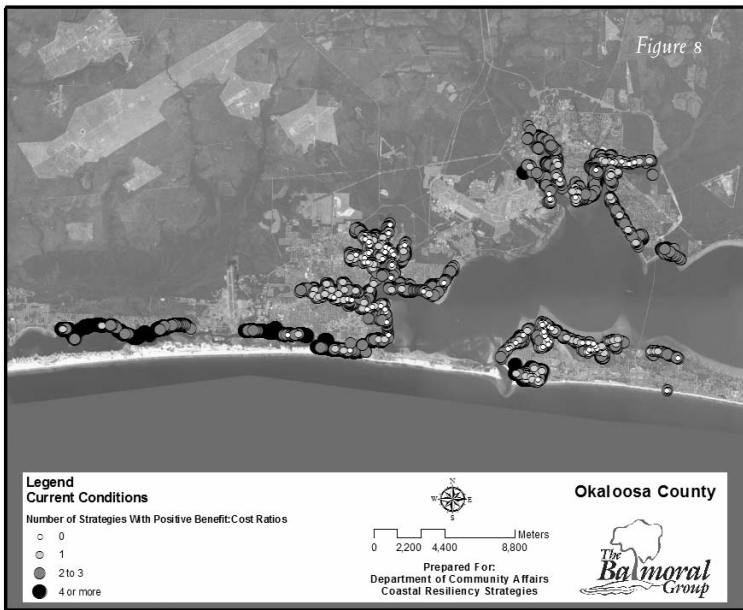 Figure 8
Legend
Current Conditions
Number of Strategies With Positive Benefit:Cost Ratios
0
1
2 to 3
4 or more
N
W E
S
Meters
0 2,200 4,400 8,800
Prepared For:
Department of Community Affairs
Coastal Resiliency Strategies
Okaloosa County
The
Balmoral
Group